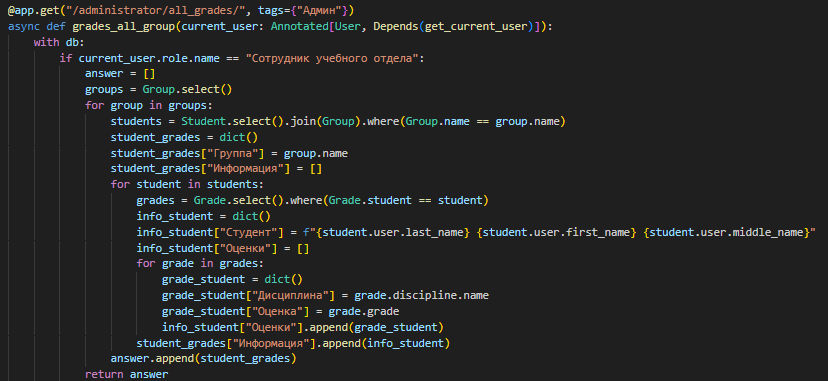 @app.get("/administrator/all_grades/", tags={"Админ"})
async def grades_all_group(current_user: Annotated[User, Depends(get_current_user)]):
    with db:
        if current_user.role.name == "Сотрудник учебного отдела":
            answer = []
            groups = Group.select()
            for group in groups:
                students = Student.select().join(Group).where(Group.name == group.name)
                student_grades = dict()
                student_grades["Группа"] = group.name
                student_grades["Информация"] = []
                for student in students:
                    grades = Grade.select().where(Grade.student == student)
                    info_student = dict()
                    info_student["Студент"] = f"{student.user.last_name} {student.user.first_name} {student.user.middle_name}"
                    info_student["Оценки"] = []
                    for grade in grades:
                        grade_student = dict()
                        grade_student["Дисциплина"] = grade.discipline.name
                        grade_student["Оценка"] = grade.grade
                        info_student["Оценки"].append(grade_student)
                    student_grades["Информация"].append(info_student)
                answer.append(student_grades)
            return answer